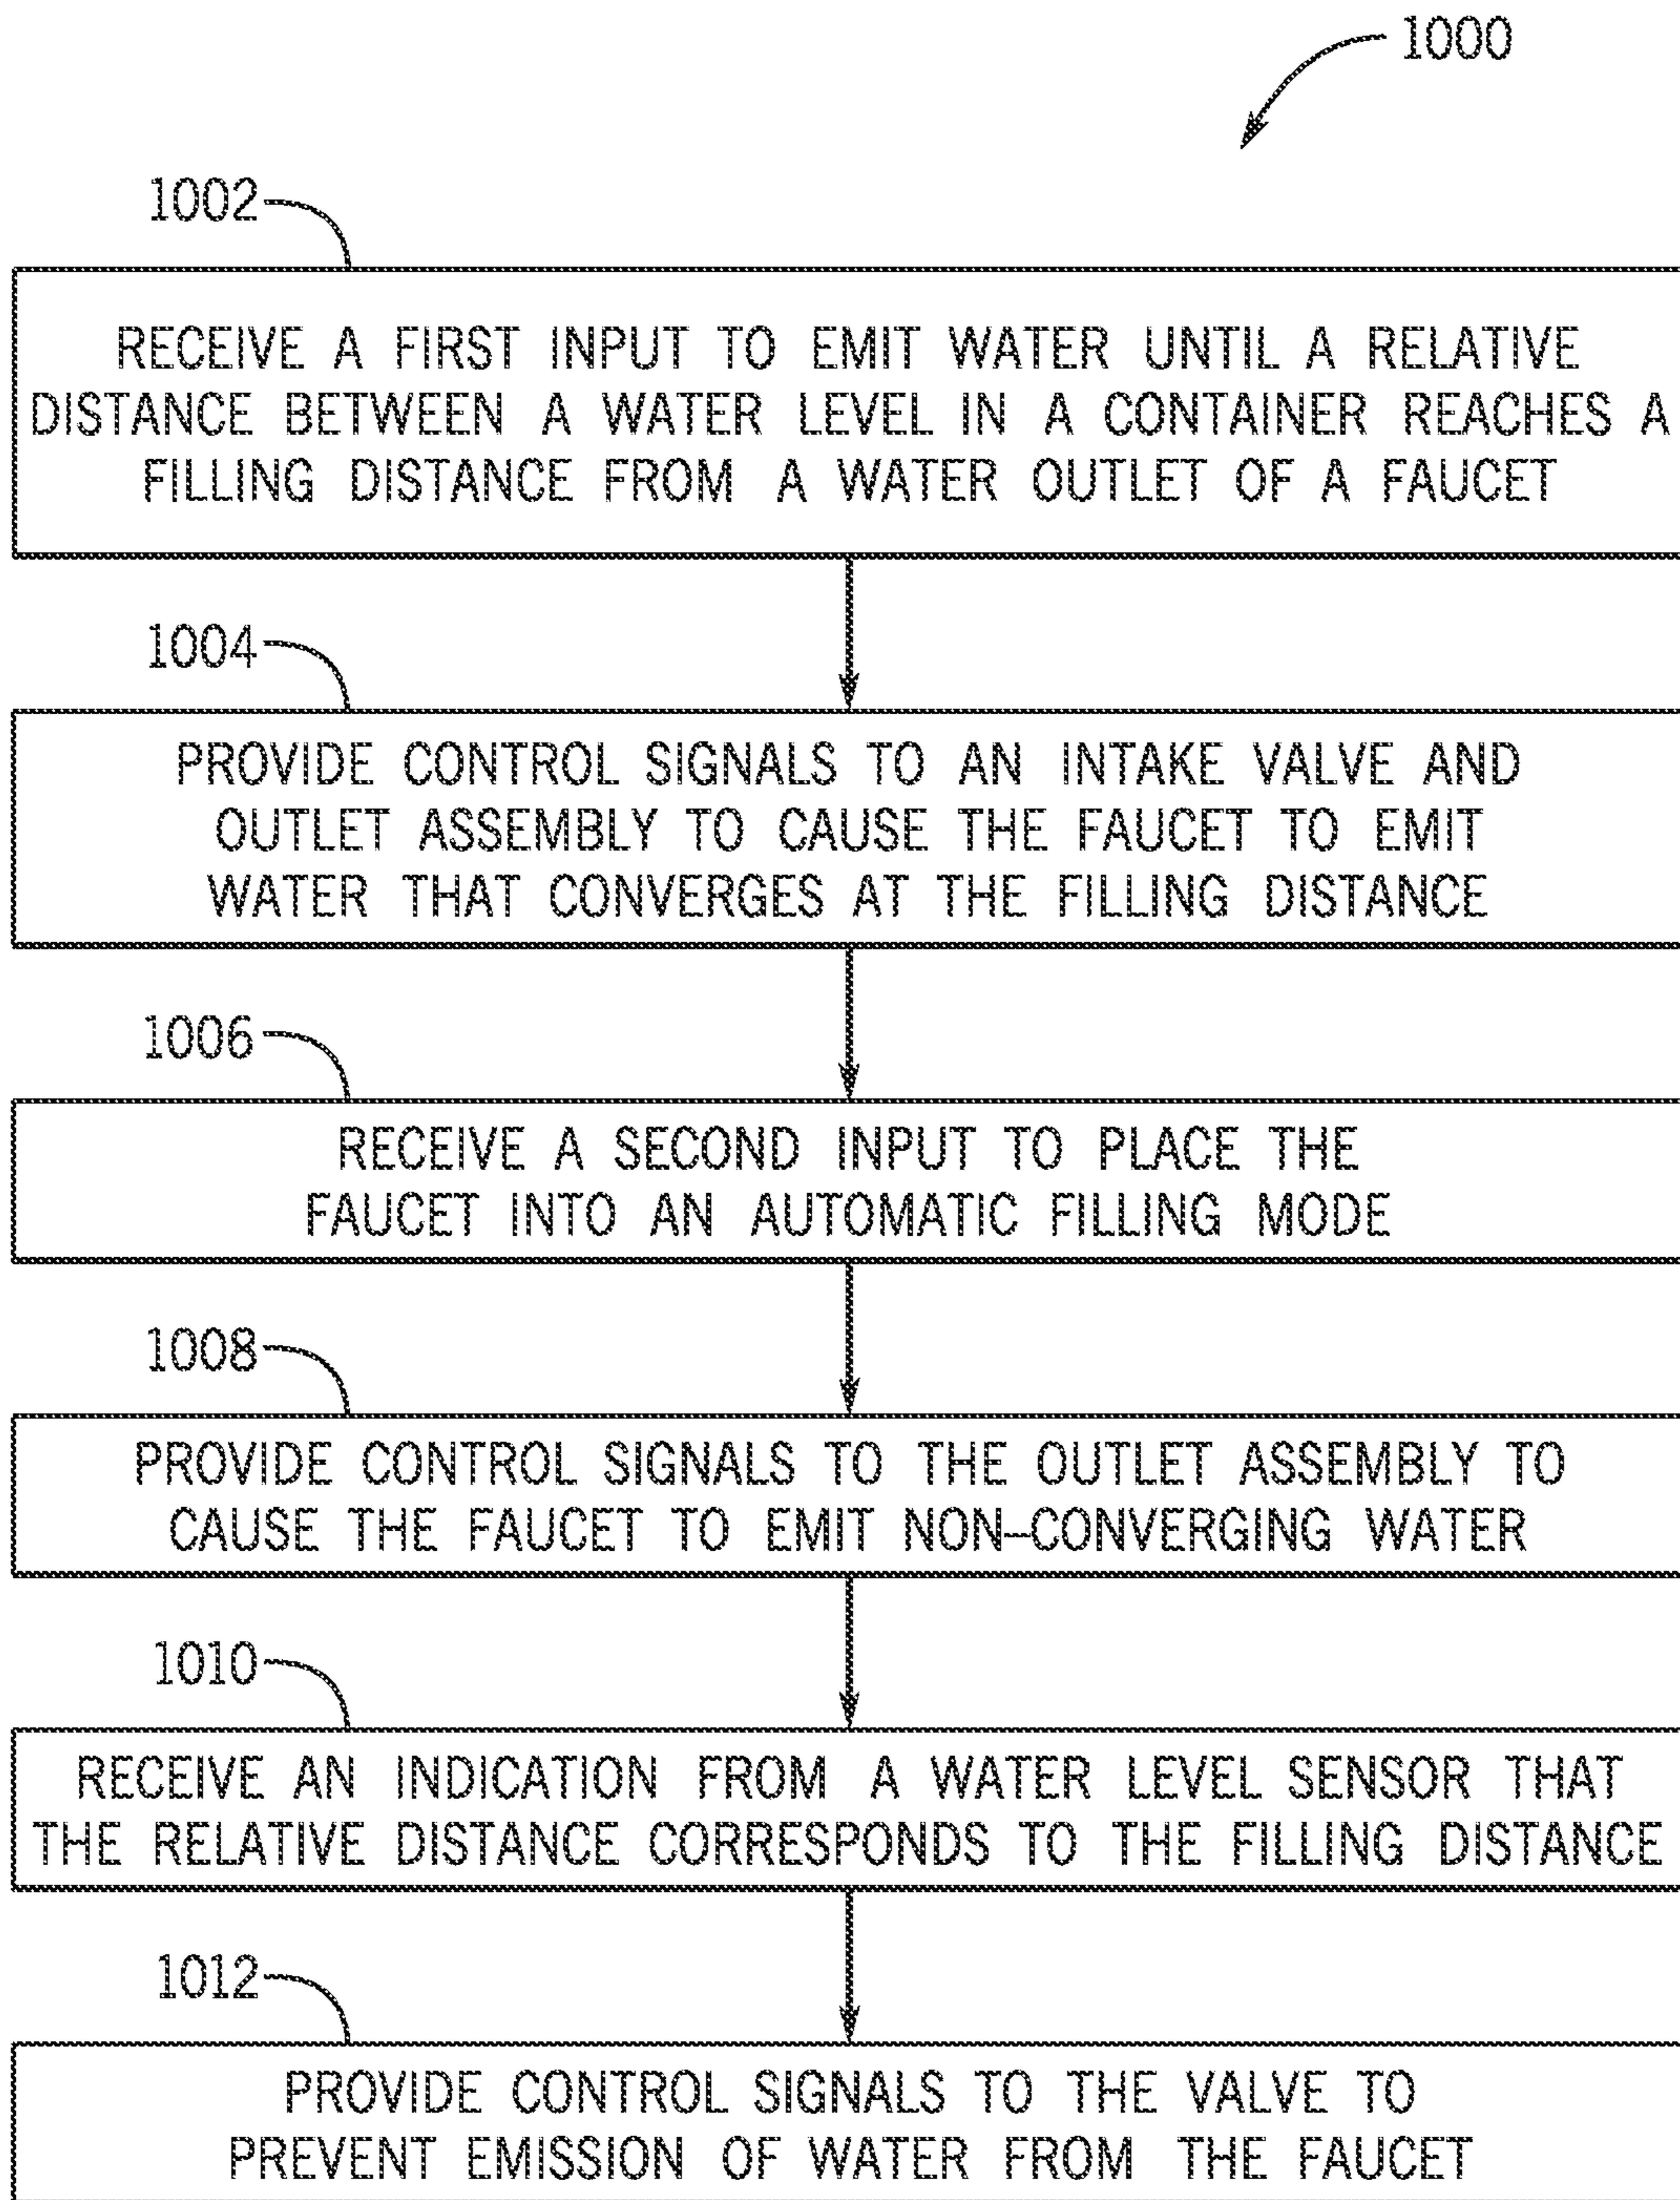 1000
1002
RECEIVE A FIRST INPUT TO EMIT WATER UNTIL A RELATIVE
DISTANCE BETWEEN A WATER LEVEL IN A CONTAINER REACHES A
FILLING DISTANCE FROM A WATER OUTLET OF A FAUCET
1004
PROVIDE CONTROL SIGNALS TO AN INTAKE VALVE AND
OUTLET ASSEMBLY TO CAUSE THE FAUCET TO EMIT
WATER THAT CONVERGES AT THE FILLING DISTANCE
1006
RECEIVE A SECOND INPUT TO PLACE THE
FAUCET INTO AN AUTOMATIC FILLING MODE
1008
PROVIDE CONTROL SIGNALS TO THE OUTLET ASSEMBLY TO
CAUSE THE FAUCET TO EMIT NON-CONVERGING WATER
1010
RECEIVE AN INDICATION FROM A WATER LEVEL SENSOR THAT
THE RELATIVE DISTANCE CORRESPONDS TO THE FILLING DISTANCE
1012
PROVIDE CONTROL SIGNALS TO THE VALVE TO
PREVENT EMISSION OF WATER FROM THE FAUCET